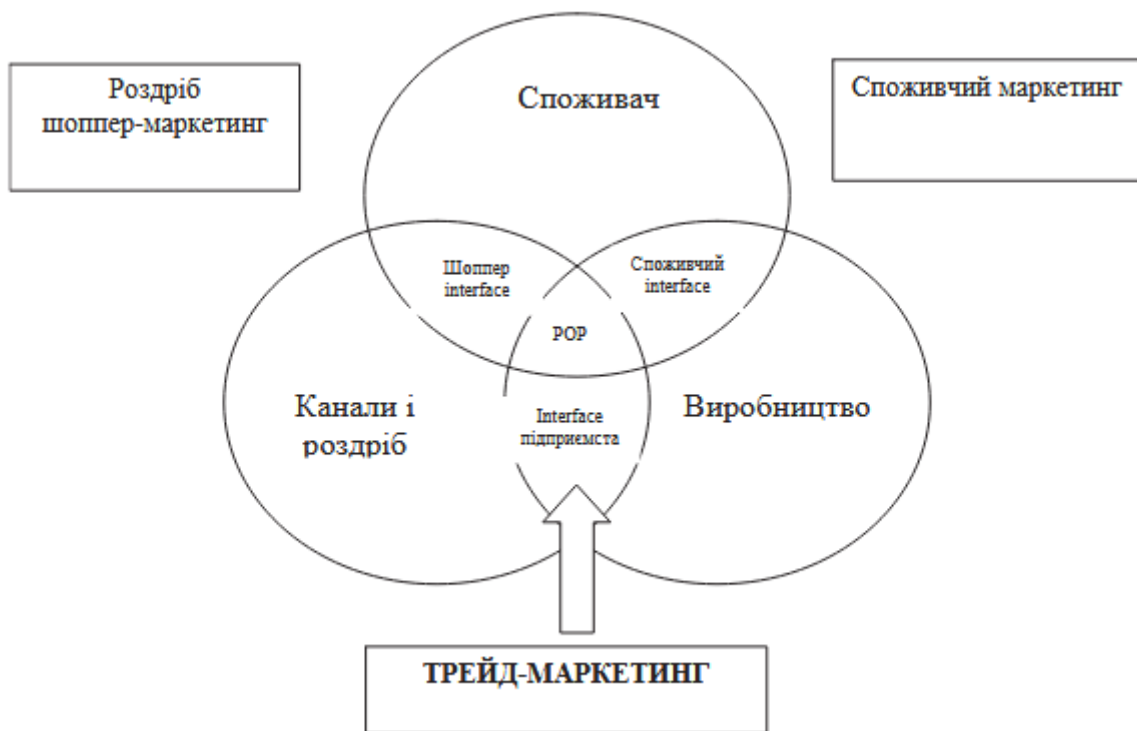 Роздріб
шоппер-маркетинг
Споживач
Споживчий маркетинг
Шоппер
interface
Споживчий
interface
POP
Канали і
роздріб
Interface
підприємста
Виробництво
ТРЕЙД-МАРКЕТИНГ